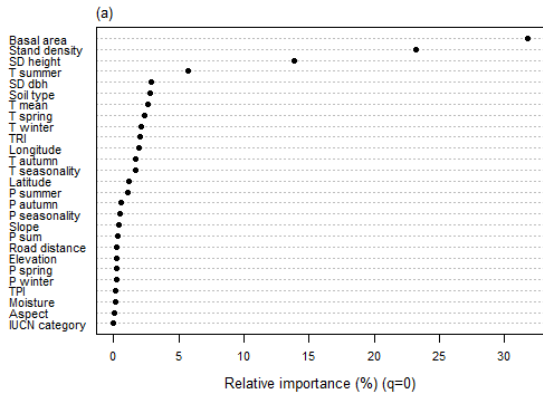 (a)
Basal area
Stand density
SD height
T summer
SD dbh
Soil type
T mean
T spring
T winter
TRI
Longitude
T autumn
T seasonality
Latitude
P summer
P autumn
P seasonality
Slope
P sum
Road distance
Elevation
P spring
P winter
TPI
Moisture
Aspect
IUCN category
0 5 10 15 20 25 30
Relative importance (%) (q=0)